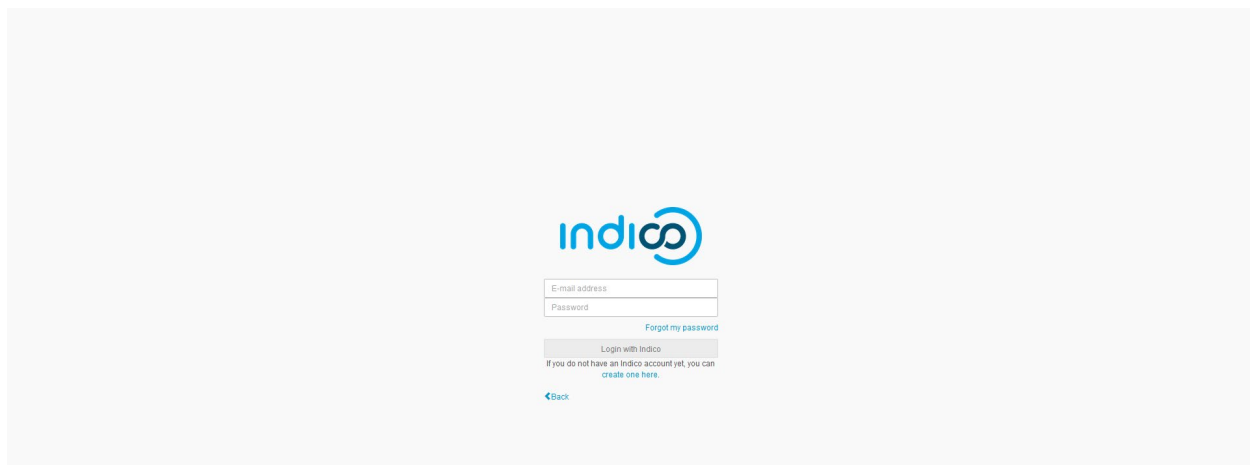 indico
E-mail address
Password
Forgot my password
Login with Indico
If you do not have an Indico account yet, you can
create one here.
Back